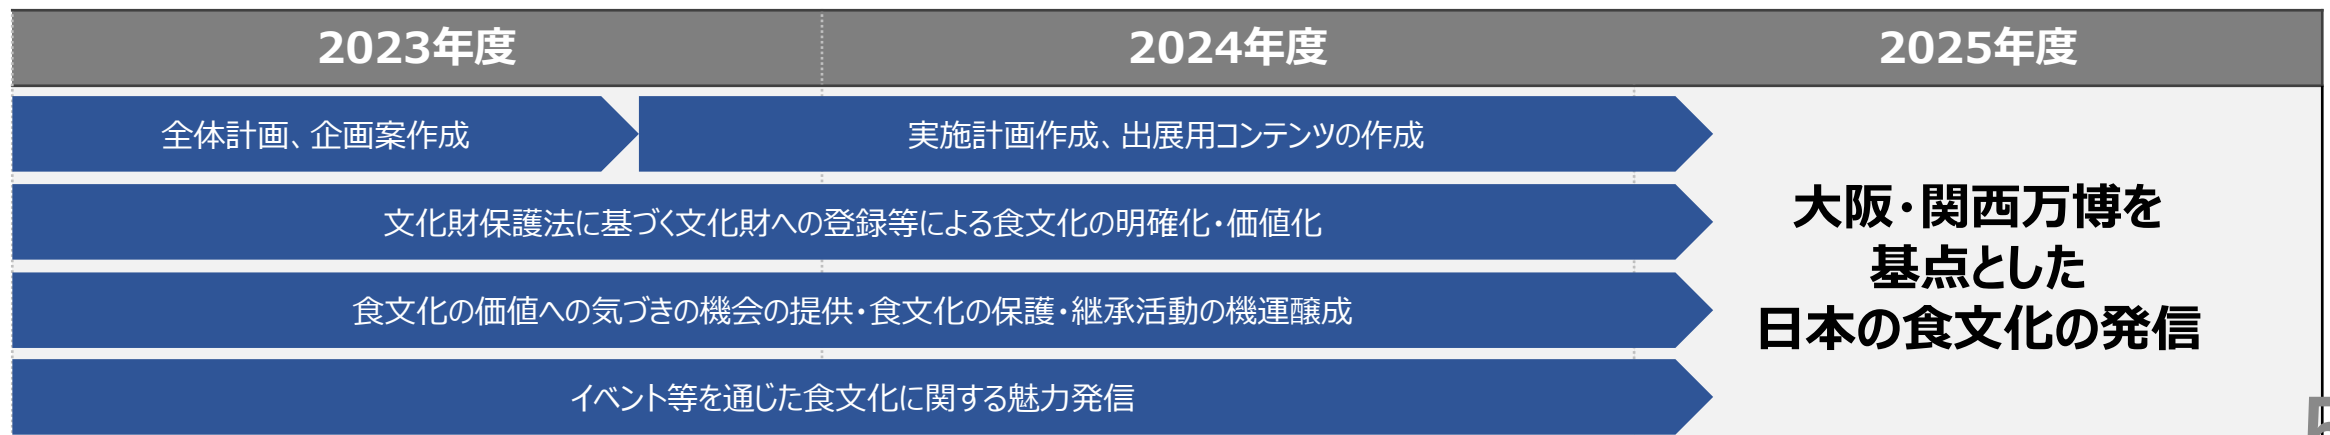 2023年度 2024年度 2025年度
全体計画、企画案作成 実施計画作成、出展用コンテンツの作成
文化財保護法に基づく文化財への登録等による食文化の明確化・価値化
食文化の価値への気づきの機会の提供・食文化の保護・継承活動の機運醸成
イベント等を通じた食文化に関する魅力発信
大阪・関西万博を
基点とした
日本の食文化の発信